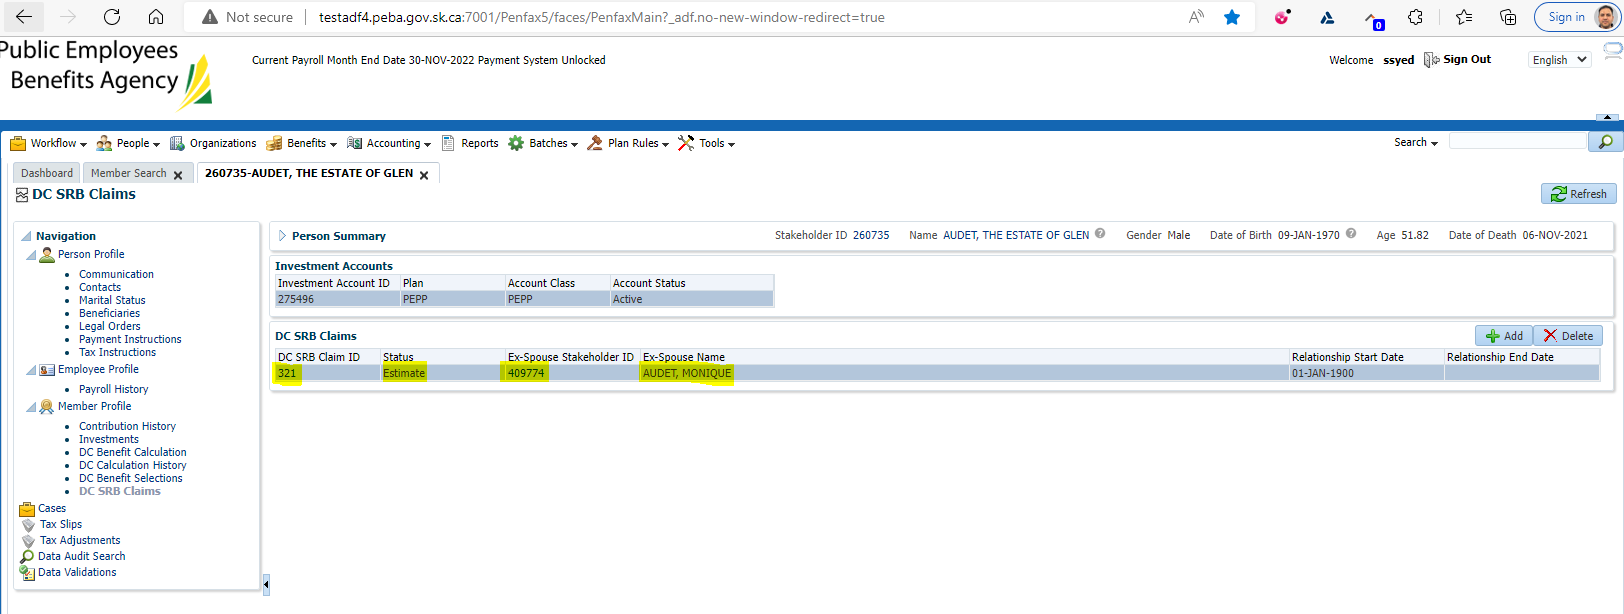 Not secure testadf4.peba.gov.sk.ca:7001/Penfax5/faces/PenfaxMain?_adf.no-new-window-redirect=true A 0 Sign in
Public Employees
Benefits Agency
Current Payroll Month End Date 30-NOV-2022 Payment System Unlocked
Welcome ssyed Sign Out English
Workflow People Organizations Benefits Accounting Reports Batches Plan Rules Tools Search
Dashboard Member Search 260735-AUDET, THE ESTATE OF GLEN
DC SRB Claims Refresh
Navigation
Person Profile
Communication
Contacts
Marital Status
Beneficiaries
Legal Orders
Payment Instructions
Tax Instructions
Employee Profile
Payroll History
Member Profile
Contribution History
Investments
DC Benefit Calculation
DC Calculation History
DC Benefit Selections
DC SRB Claims
Cases
Tax Slips
Tax Adjustments
Data Audit Search
Data Validations
Person Summary Stakeholder ID 260735 Name AUDET, THE ESTATE OF GLEN Gender Male Date of Birth 09-JAN-1970 Age 51.82 Date of Death 06-NOV-2021
Investment Accounts
Investment Account ID Plan Account Class Account Status
275496 PEPP PEPP Active
DC SRB Claims Add Delete
DC SRB Claim ID Status Ex-Spouse Stakeholder ID Ex-Spouse Name Relationship Start Date Relationship End Date
321 Estimate 409774 AUDET, MONIQUE 01-JAN-1900